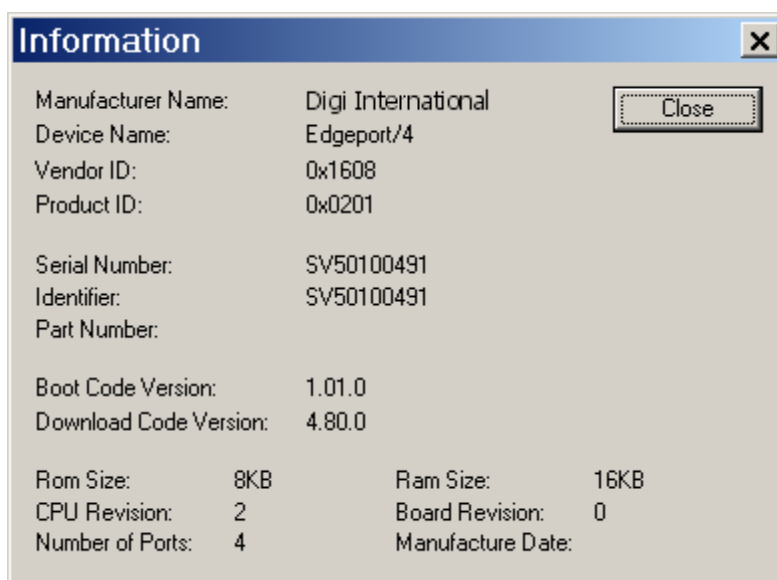 Information
Manufacturer Name: Digi International
Close
Device Name: Edgeport/4
Vendor ID: 0x1608
Product ID: 0x0201
Serial Number: SV50100491
Identifier: SV50100491
Part Number:
Boot Code Version: 1.01.0
Download Code Version: 4.80.0
Rom Size: 8KB Ram Size: 16KB
CPU Revision: 2 Board Revision: 0
Number of Ports: 4 Manufacture Date: